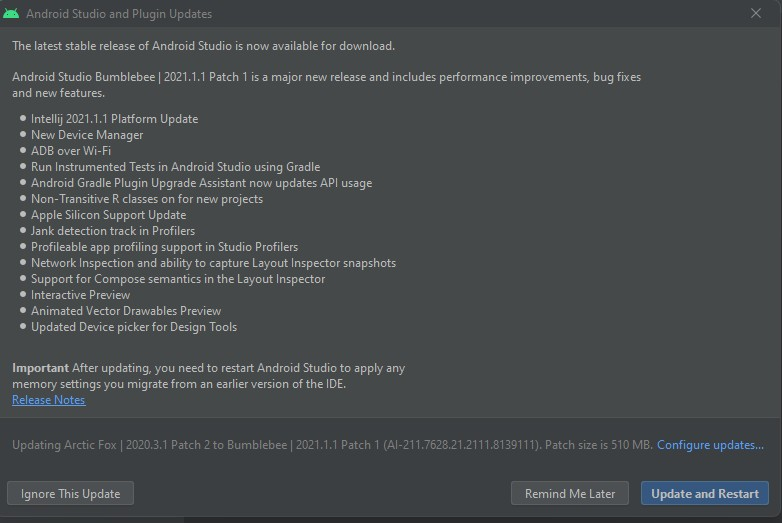 Android Studio and Plugin Updates
The latest stable release of Android Studio is now available for download.
Android Studio Bumblebee | 2021.1.1 Patch 1 is a major new release and includes performance improvements, bug fixes
and new features.
Intellij 2021.1.1 Platform Update
New Device Manager
ADB over Wi-Fi
Run Instrumented Tests in Android Studio using Gradle
Android Gradle Plugin Upgrade Assistant now updates API usage
Non-Transitive R classes on for new projects
Apple Silicon Support Update
Jank detection track in Profilers
Profileable app profiling support in Studio Profilers
Network Inspection and ability to capture Layout Inspector snapshots
Support for Compose semantics in the Layout Inspector
Interactive Preview
Animated Vector Drawables Preview
Updated Device picker for Design Tools
Important After updating, you need to restart Android Studio to apply any
memory settings you migrate from an earlier version of the IDE.
Release Notes
Updating Arctic Fox | 2020.3.1 Patch 2 to Bumblebee | 2021.1.1 Patch 1 (AI-211.7628.21.2111.8139111). Patch size is 510 MB. Configure updates...
Ignore This Update
Remind Me Later
Update and Restart